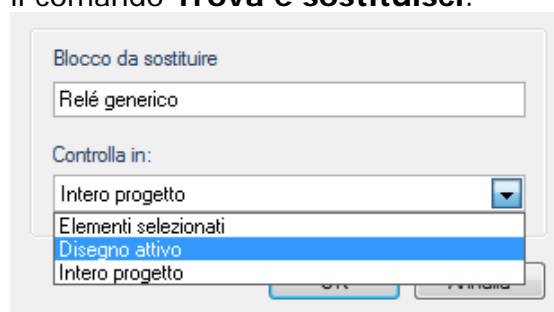 il comando Trova e sostituisci.
Blocco da sostituire
Relé generico
Controlla in:
Intero progetto
Elementi selezionati
Disegno attivo
Intero progetto